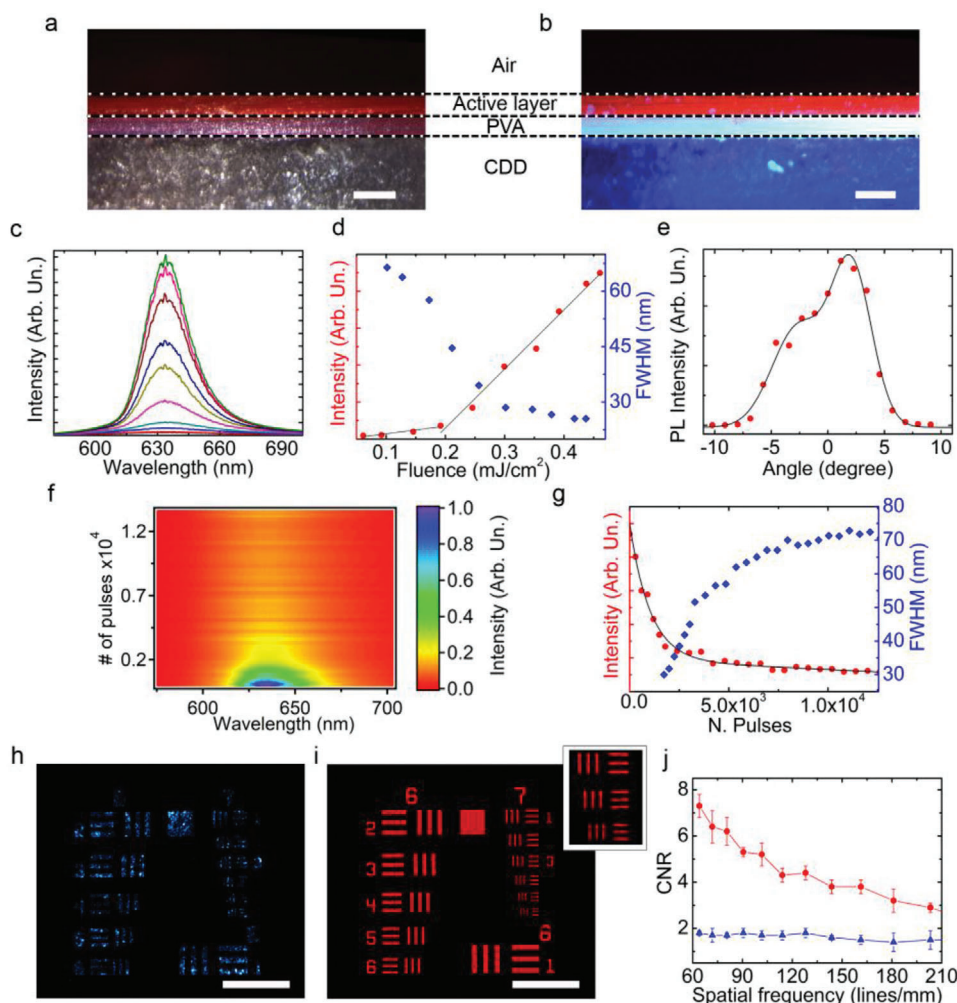 a
b
Air
Active layer
PVA
CDD
c
Intensity (Arb. Un.)
600 630 660 690
Wavelength (nm)
d
Intensity (Arb. Un.)
0.1 0.2 0.3 0.4
Fluence (mJ/cm²)
60
45
30
FWHM (nm)
e
PL Intensity (Arb. Un.)
-10 -5 0 5 10
Angle (degree)
f
# of pulses x10⁴
1.2
0.7
0.2
600 650 700
Wavelength (nm)
1.0
0.8
0.6
0.4
0.2
0.0
Intensity (Arb. Un.)
g
Intensity (Arb. Un.)
0.0 5.0x10³ 1.0x10⁴
N. Pulses
80
70
60
50
40
30
FWHM (nm)
h
i
6 7
2 1
3 3
4
5 6
6 1
j
CNR
8
6
4
2
60 90 120 150 180 210
Spatial frequency (lines/mm)